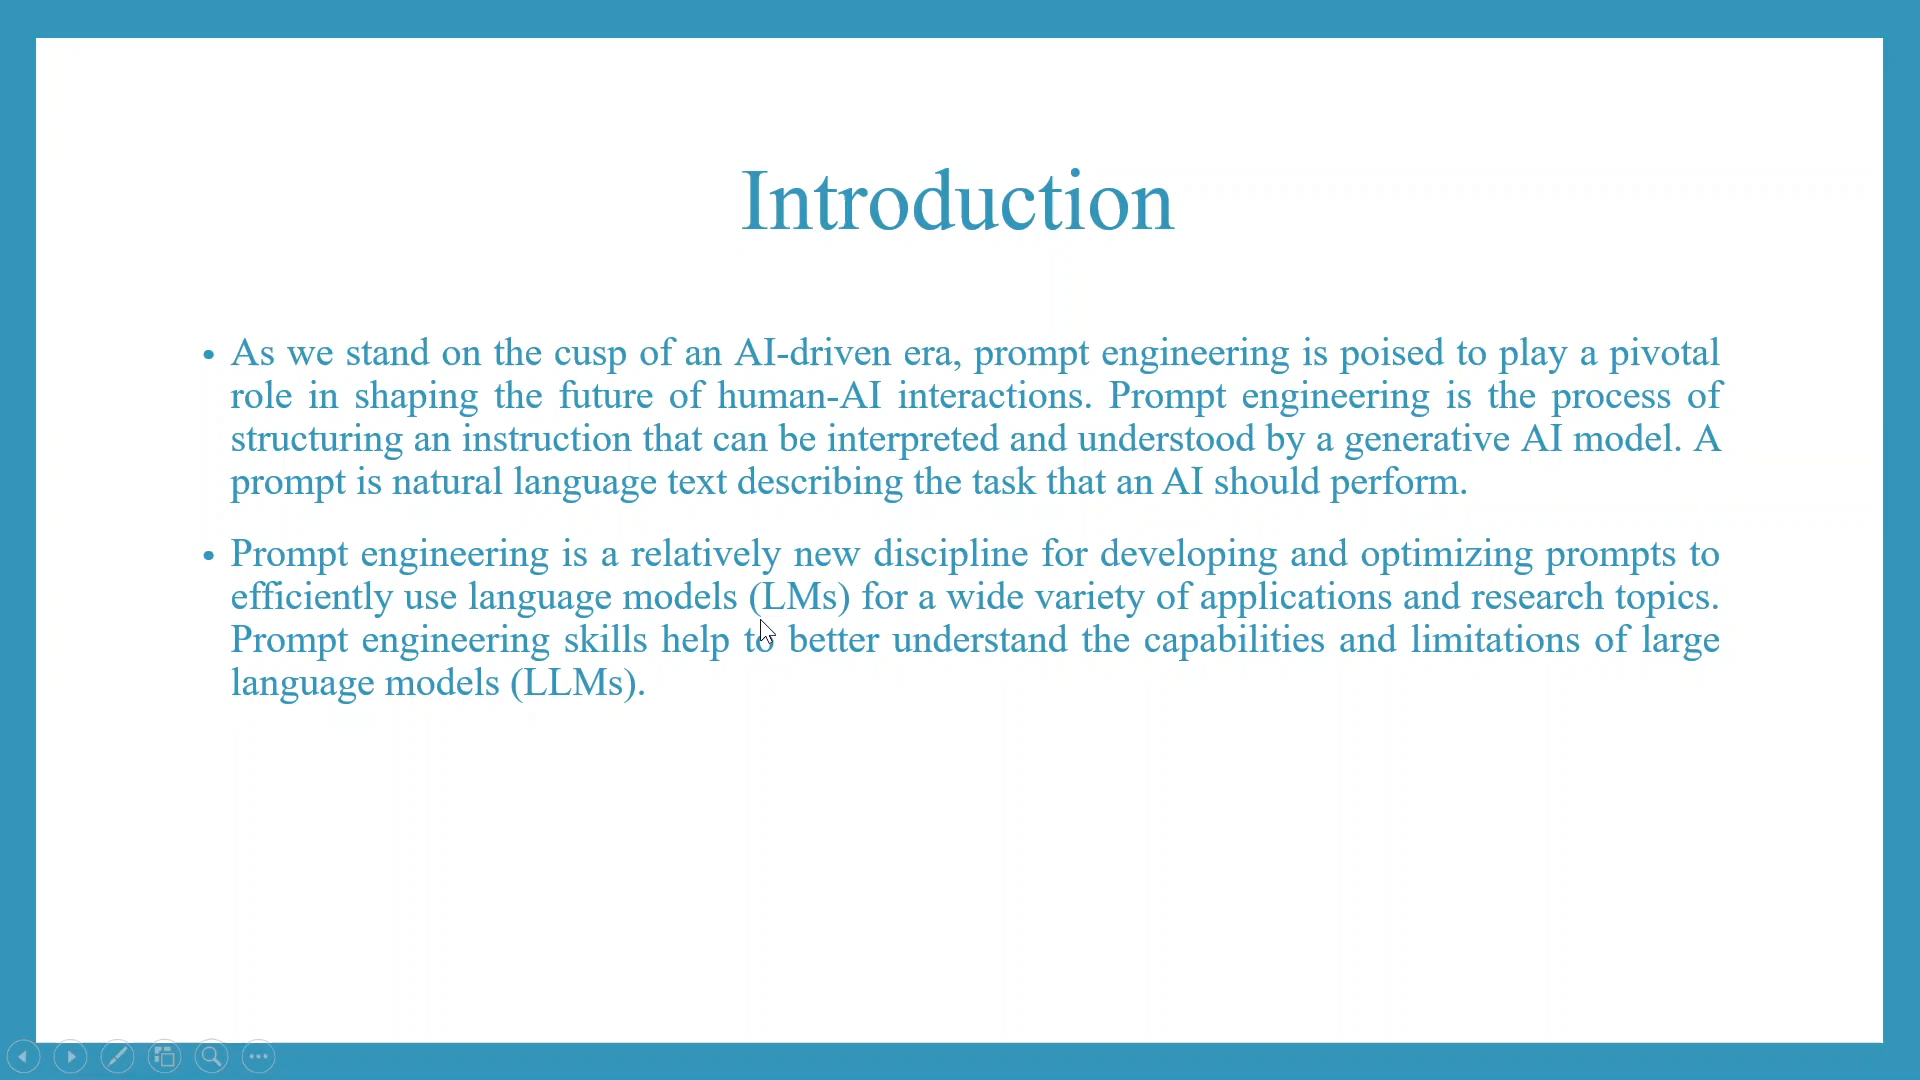 Introduction
• As we stand on the cusp of an AI-driven era, prompt engineering is poised to play a pivotal
role in shaping the future of human-AI interactions. Prompt engineering is the process of
structuring an instruction that can be interpreted and understood by a generative AI model. A
prompt is natural language text describing the task that an AI should perform.
• Prompt engineering is a relatively new discipline for developing and optimizing prompts to
efficiently use language models (LMs) for a wide variety of applications and research topics.
Prompt engineering skills help to better understand the capabilities and limitations of large
language models (LLMs).